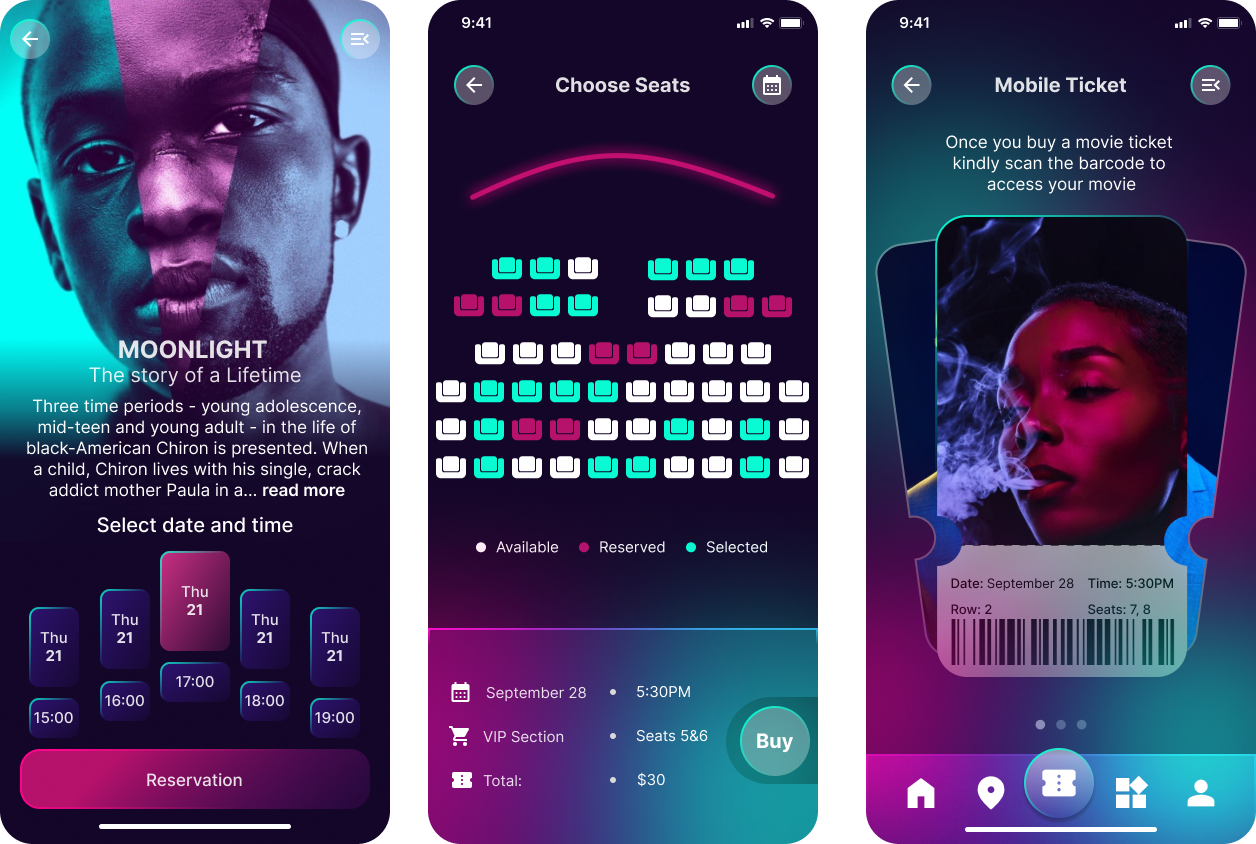 MOONLIGHT
The story of a Lifetime
Three time periods - young adolescence,
mid-teen and young adult - in the life of
black-American Chiron is presented. When
a child, Chiron lives with his single, crack
addict mother Paula in a... read more
Select date and time
Thu
21
Thu
21
Thu
21
Thu
21
Thu
21
15:00
16:00
17:00
18:00
19:00
Reservation
9:41
Choose Seats
Available
Reserved
Selected
September 28
5:30PM
VIP Section
Seats 5&6
Total:
$30
Buy
9:41
Mobile Ticket
Once you buy a movie ticket
kindly scan the barcode to
access your movie
Date: September 28 Time: 5:30PM
Row: 2 Seats: 7, 8